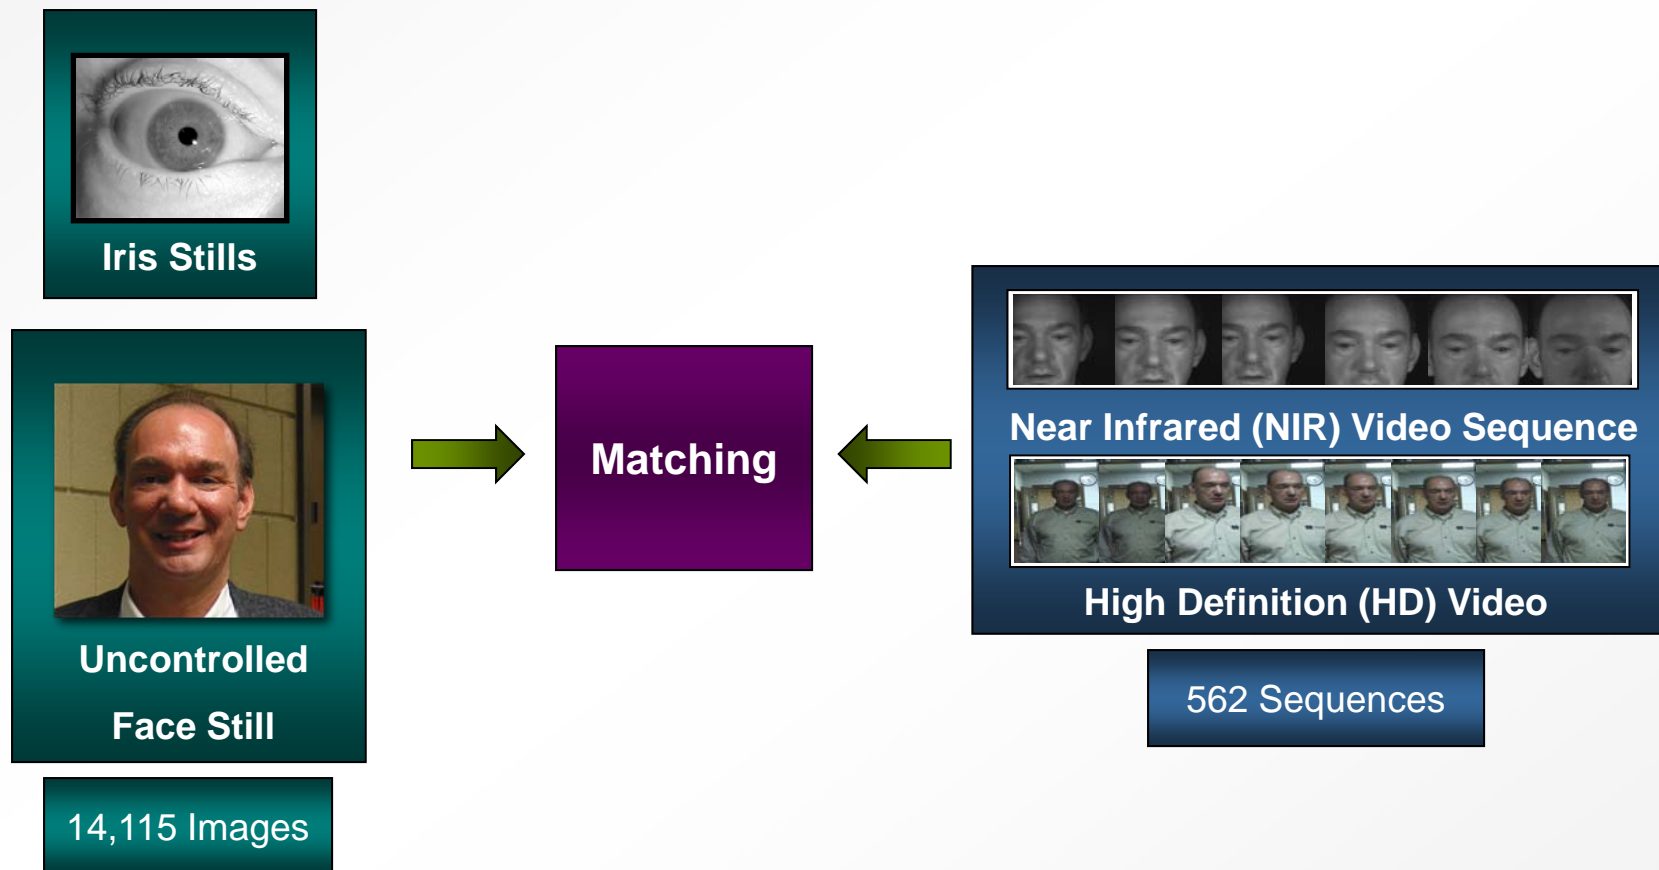 Iris Stills
Uncontrolled
Face Still
14,115 Images
Matching
Near Infrared (NIR) Video Sequence
High Definition (HD) Video
562 Sequences